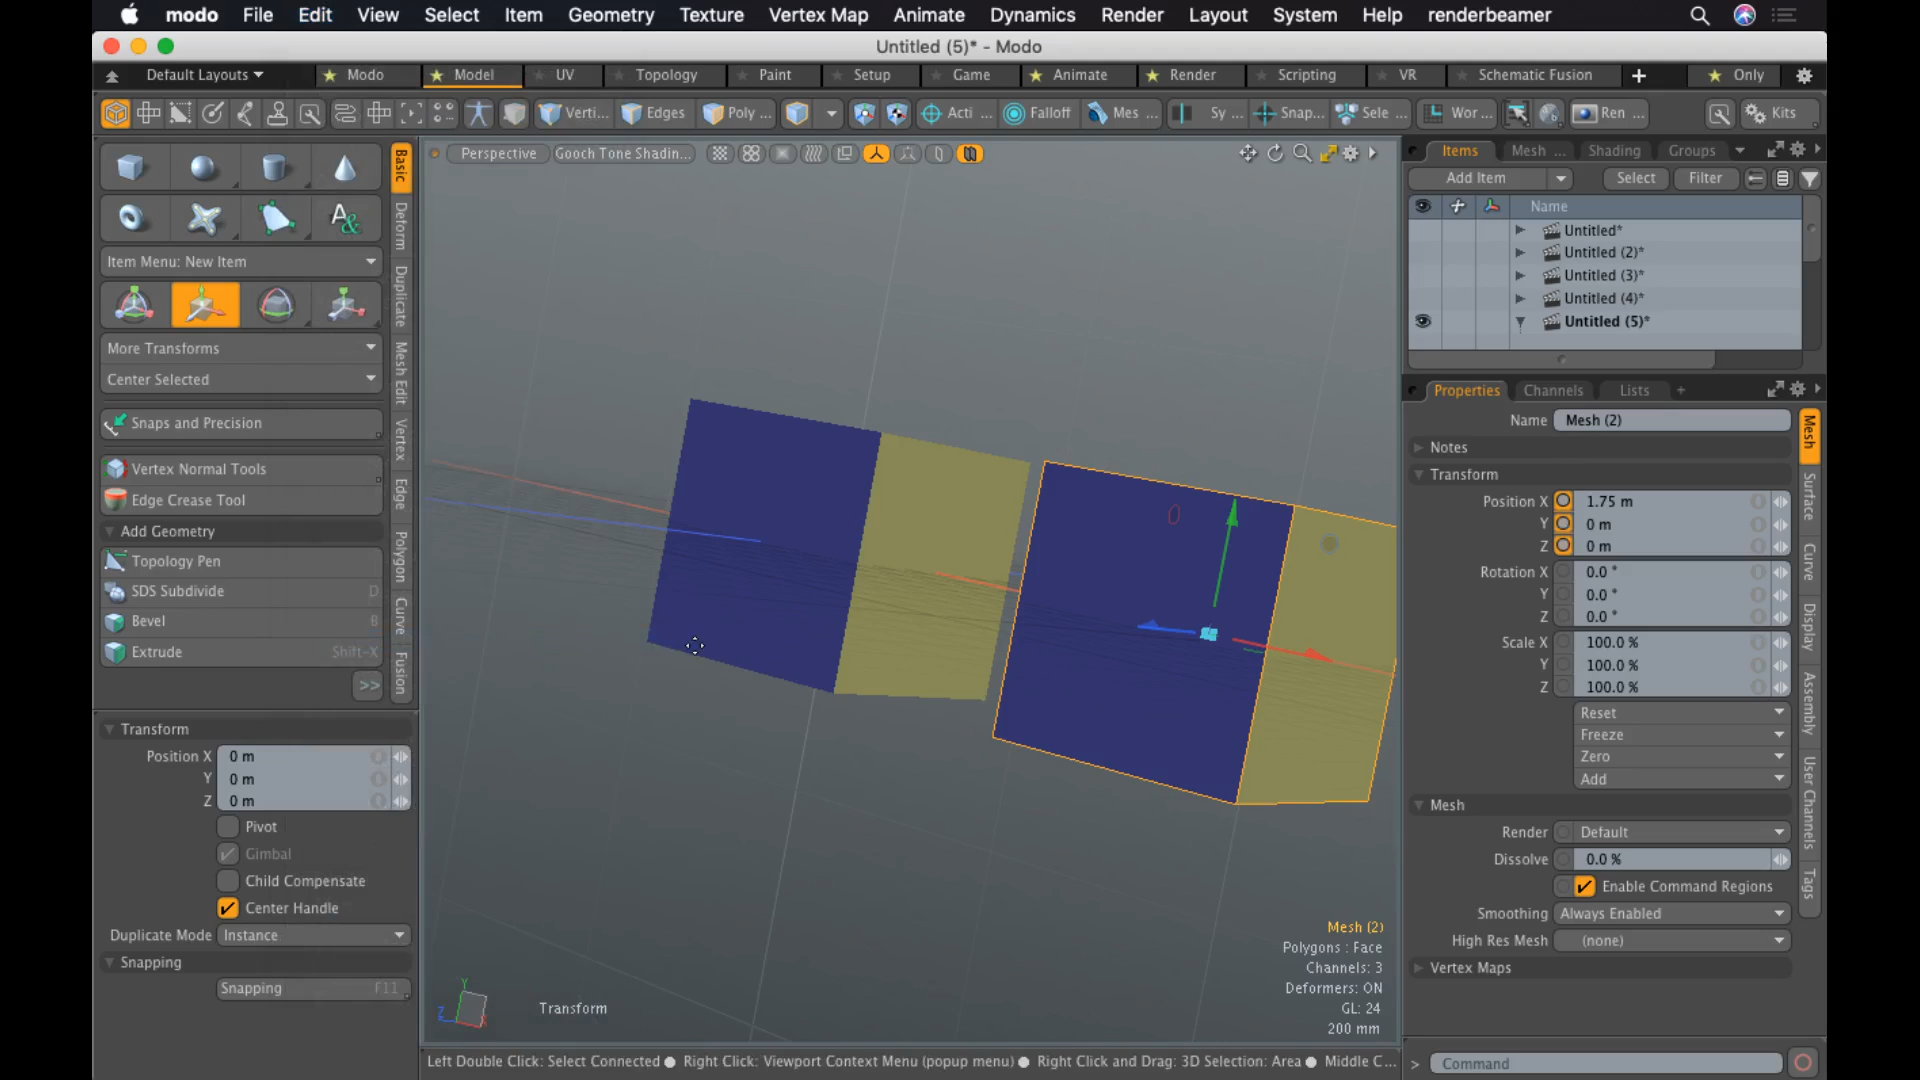 modo File Edit View Select Item Geometry Texture Vertex Map Animate Dynamics Render Layout System Help renderbeamer
Untitled (5)* - Modo
Default Layouts Modo Model UV Topology Paint Setup Game Animate Render Scripting VR Schematic Fusion + Only
Verti... Edges Poly ... Acti ... Falloff Mes ... Sy ... Snap... Sele ... Wor ... Ren ... Kits
Item Menu: New Item
More Transforms
Center Selected
Snaps and Precision
Vertex Normal Tools
Edge Crease Tool
Add Geometry
Topology Pen
SDS Subdivide D
Bevel B
Extrude Shift-X
>>
Basic
Deform
Duplicate
Mesh Edit
Vertex
Edge
Polygon
Curve
Fusion
Transform
Position X 0 m
Y 0 m
Z 0 m
Pivot
Gimbal
Child Compensate
Center Handle
Duplicate Mode Instance
Snapping
Snapping F11
Perspective Gooch Tone Shadin...
Mesh (2)
Polygons : Face
Channels: 3
Deformers: ON
GL: 24
200 mm
Y
Z
X
Transform
Left Double Click: Select Connected ● Right Click: Viewport Context Menu (popup menu) ● Right Click and Drag: 3D Selection: Area ● Middle C...
Items Mesh ... Shading Groups
Add Item Select Filter
Name
Untitled*
Untitled (2)*
Untitled (3)*
Untitled (4)*
Untitled (5)*
Properties Channels Lists +
Name Mesh (2)
Notes
Transform
Position X 1.75 m
Y 0 m
Z 0 m
Rotation X 0.0 °
Y 0.0 °
Z 0.0 °
Scale X 100.0 %
Y 100.0 %
Z 100.0 %
Reset
Freeze
Zero
Add
Mesh
Render Default
Dissolve 0.0 %
Enable Command Regions
Smoothing Always Enabled
High Res Mesh (none)
Vertex Maps
Mesh
Surface
Curve
Display
Assembly
User Channels
Tags
> Command